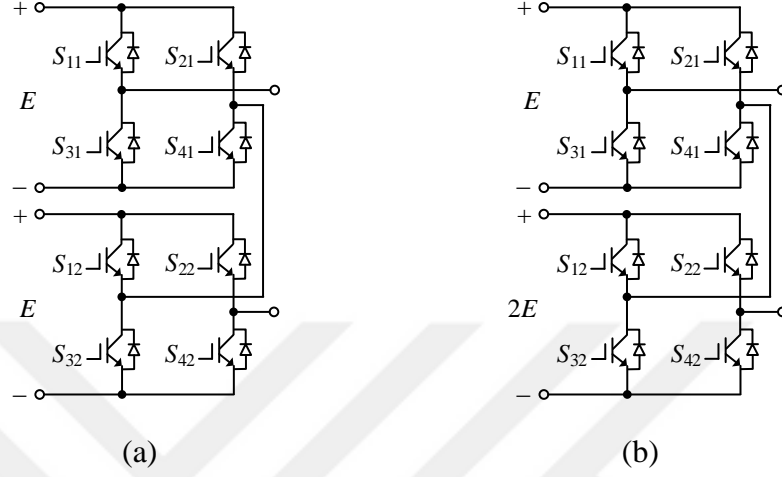 + +
S11 S21 S11 S21
E E
S31 S41 S31 S41
− −
+ +
S12 S22 S12 S22
E 2E
S32 S42 S32 S42
− −
(a) (b)